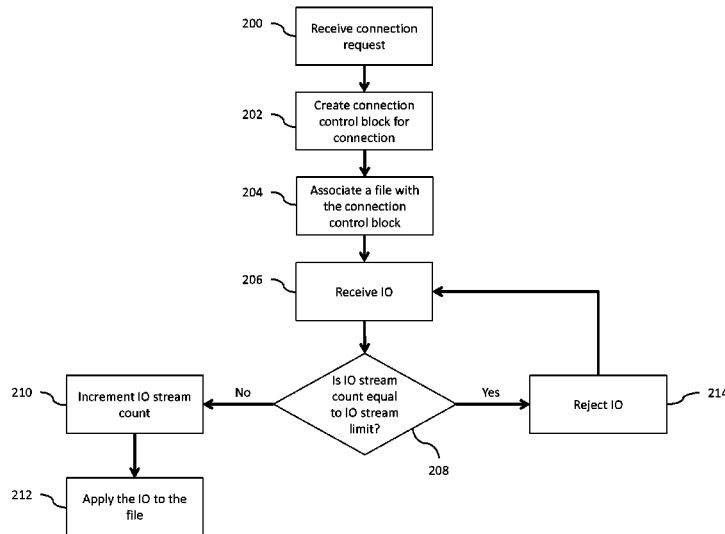 200
Receive connection
request
202
Create connection
control block for
connection
204
Associate a file with
the connection
control block
206
Receive IO
Is IO stream
count equal
to IO stream
limit?
208
No
Yes
210
Increment IO stream
count
Reject IO
214
212
Apply the IO to the
file